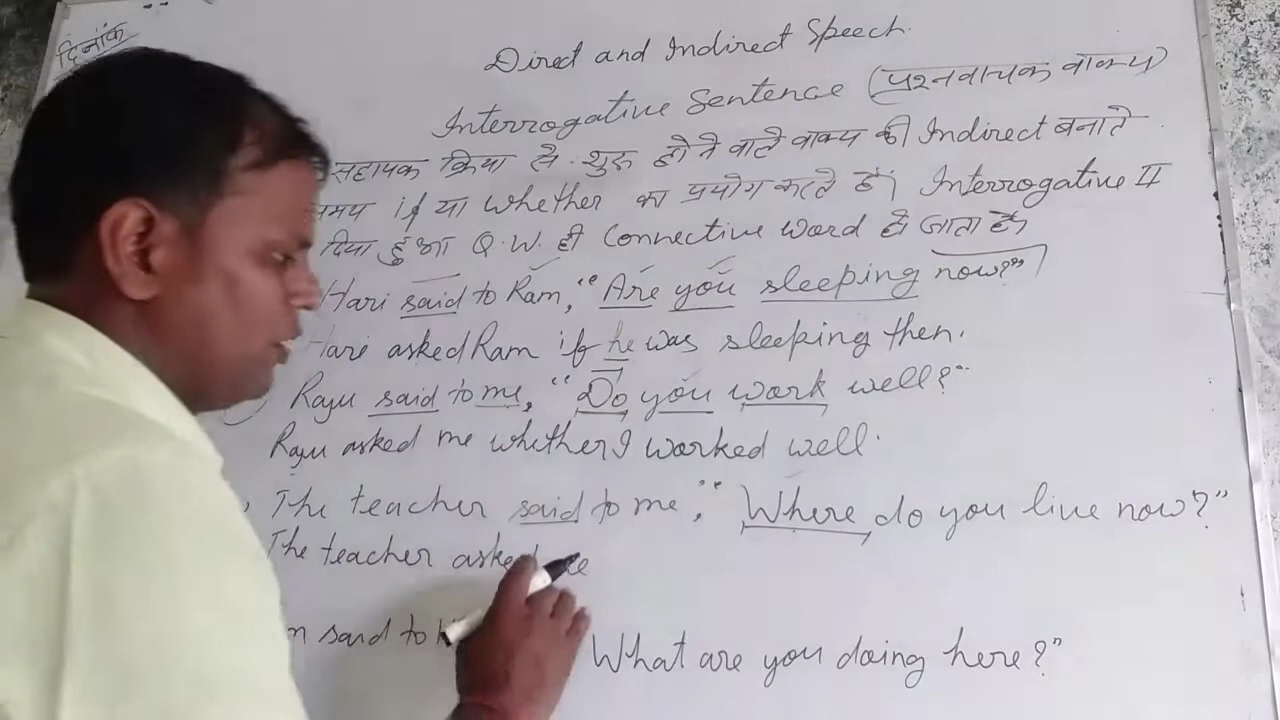 दिनांक
Direct and Indirect Speech.
Interrogative Sentence (प्रश्नवाचक वाक्य)
सहायक क्रिया से शुरू होने वाले वाक्य की Indirect बनाते
समय if या whether का प्रयोग करते हैं। Interrogative II
दिया हुआ Q.W. ही Connective word हो जाता है।
Hari said to Ram, "Are you sleeping now?"
Hari asked Ram if he was sleeping then.
Raju said to me, "Do you work well?"
Raju asked me whether I worked well.
The teacher said to me, "Where do you live now?"
The teacher asked me
said to What are you doing here?"